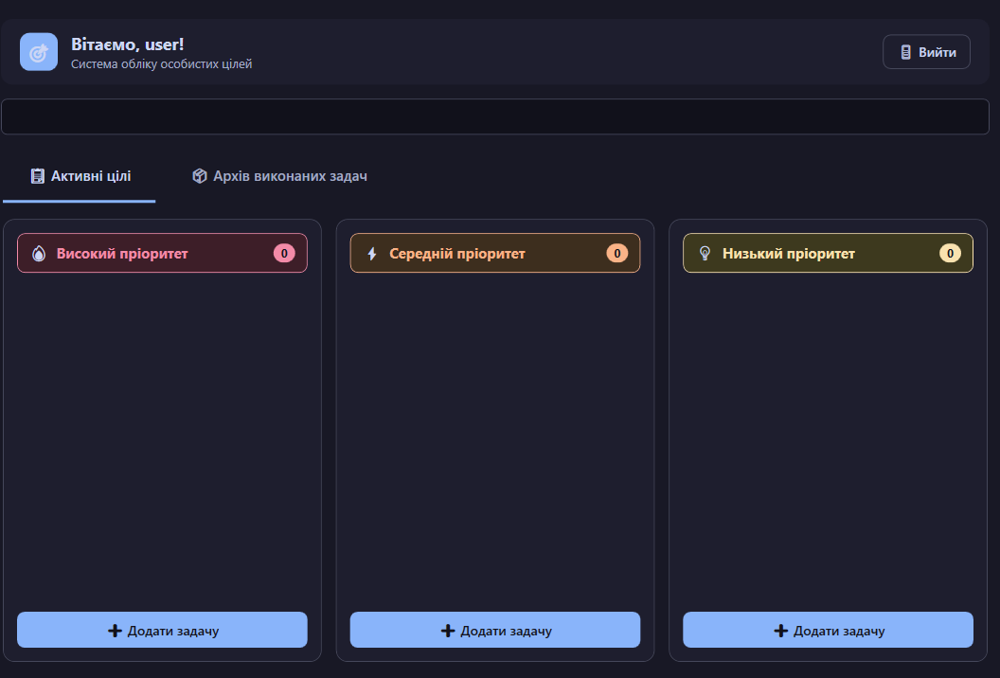 Вітаємо, user!
Система обліку особистих цілей
Вийти
Активні цілі
Архів виконаних задач
Високий пріоритет 0
Середній пріоритет 0
Низький пріоритет 0
Додати задачу
Додати задачу
Додати задачу